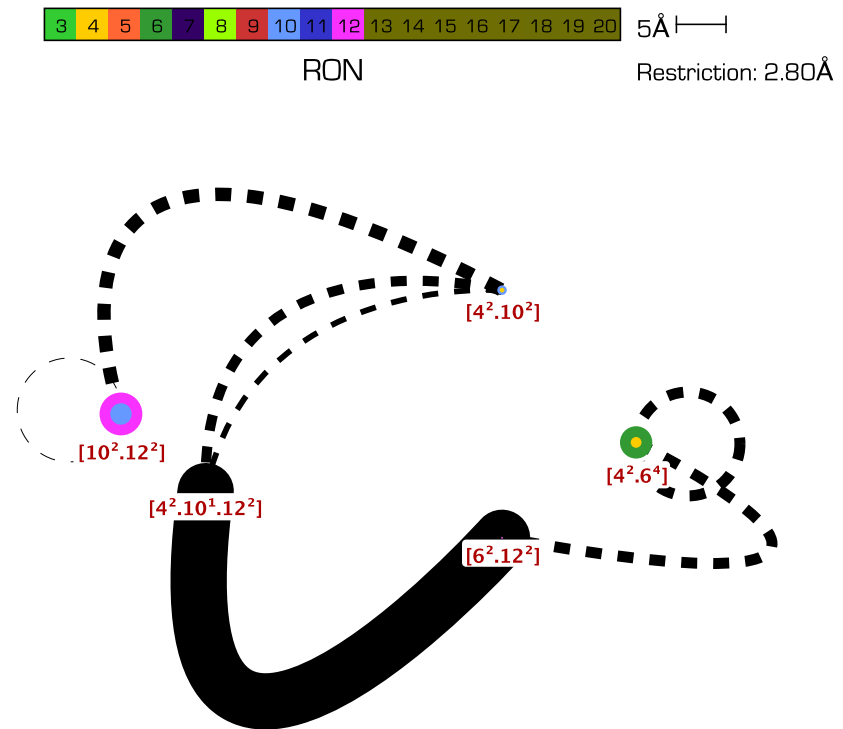 3 4 5 6 7 8 9 10 11 12 13 14 15 16 17 18 19 20
5Å
RON
Restriction: 2.80Å
[4².10²]
[10².12²]
[4².6⁴]
[4².10¹.12²]
[6².12²]